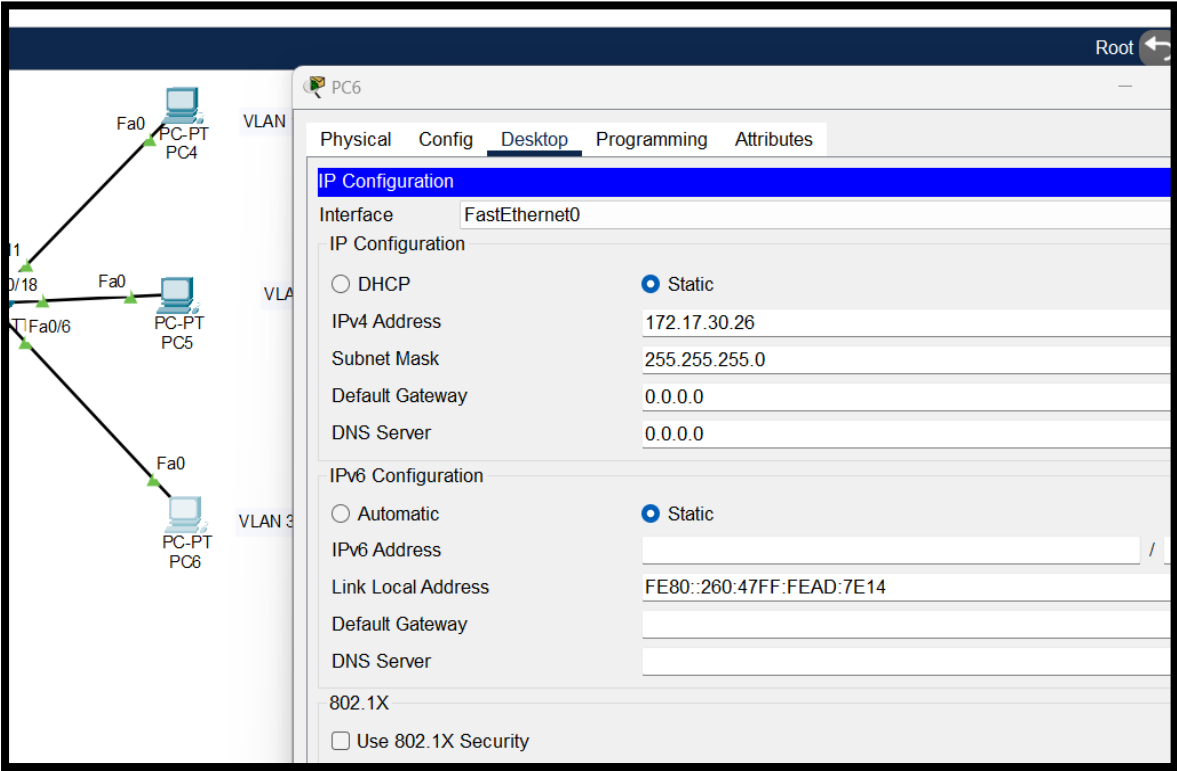 Root
PC6
Physical Config Desktop Programming Attributes
IP Configuration
Interface FastEthernet0
IP Configuration
DHCP Static
IPv4 Address 172.17.30.26
Subnet Mask 255.255.255.0
Default Gateway 0.0.0.0
DNS Server 0.0.0.0
IPv6 Configuration
Automatic Static
IPv6 Address /
Link Local Address FE80::260:47FF:FEAD:7E14
Default Gateway
DNS Server
802.1X
Use 802.1X Security
Fa0
PC-PT
PC4
VLAN
11
0/18
Fa0
PC-PT
PC5
VLA
Fa0/6
Fa0
PC-PT
PC6
VLAN 3